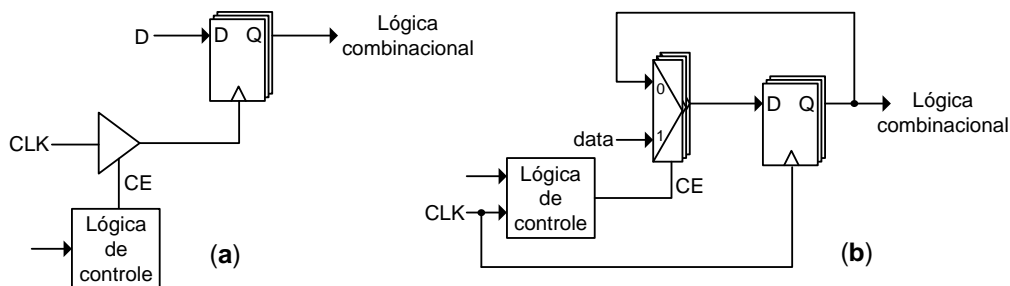 D
D Q
Lógica
combinacional
CLK
CE
Lógica
de
controle
(a)
0
1
data
D Q
Lógica
combinacional
Lógica
de
controle
CE
CLK
(b)